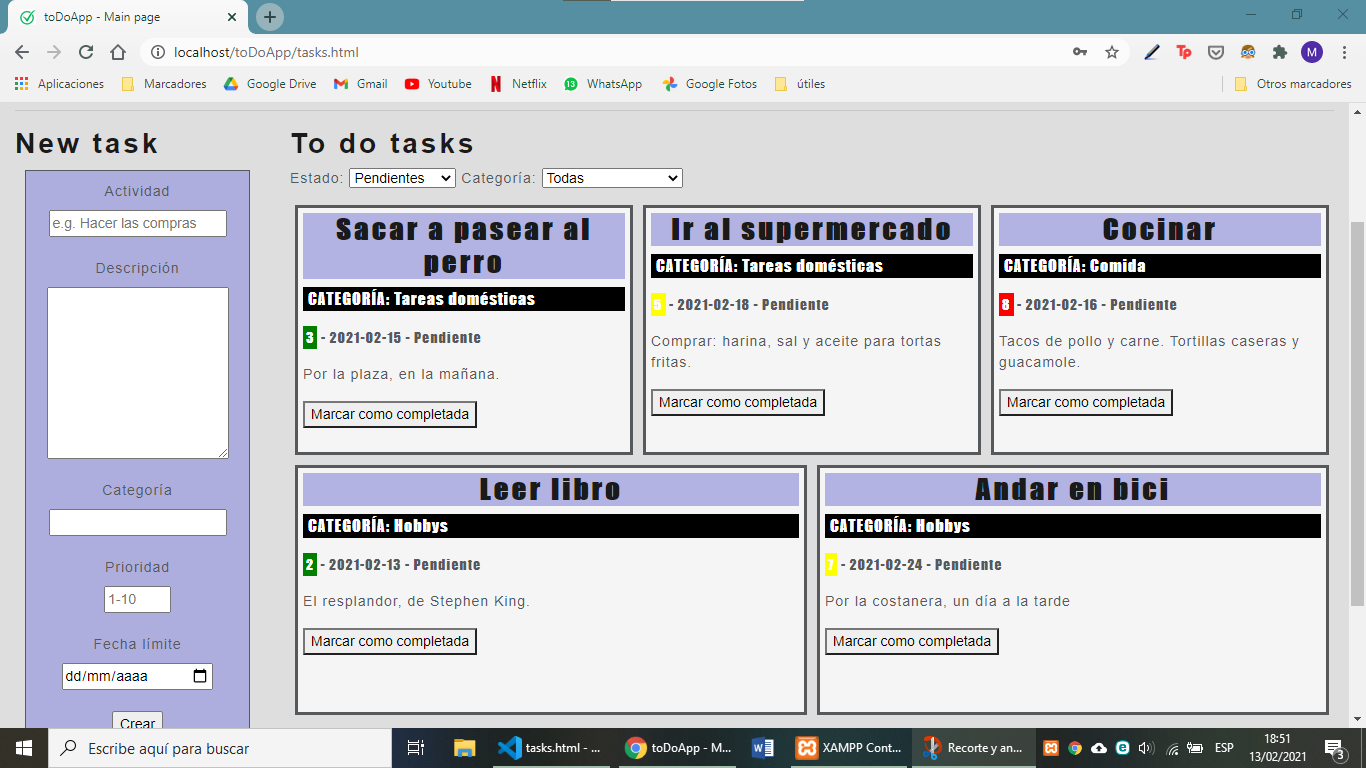 toDoApp - Main page
localhost/toDoApp/tasks.html
M
Aplicaciones
Marcadores
Google Drive
Gmail
Youtube
Netflix
13
WhatsApp
Google Fotos
útiles
Otros marcadores
New task
Actividad
e.g. Hacer las compras
Descripción
Categoría
Prioridad
1-10
Fecha límite
dd/mm/aaaa
Crear
To do tasks
Estado: Pendientes Categoría: Todas
Sacar a pasear al
perro
CATEGORÍA: Tareas domésticas
3 - 2021-02-15 - Pendiente
Por la plaza, en la mañana.
Marcar como completada
Ir al supermercado
CATEGORÍA: Tareas domésticas
- 2021-02-18 - Pendiente
Comprar: harina, sal y aceite para tortas
fritas.
Marcar como completada
Cocinar
CATEGORÍA: Comida
8 - 2021-02-16 - Pendiente
Tacos de pollo y carne. Tortillas caseras y
guacamole.
Marcar como completada
Leer libro
CATEGORÍA: Hobbys
2 - 2021-02-13 - Pendiente
El resplandor, de Stephen King.
Marcar como completada
Andar en bici
CATEGORÍA: Hobbys
7 - 2021-02-24 - Pendiente
Por la costanera, un día a la tarde
Marcar como completada
Escribe aquí para buscar
tasks.html - ...
toDoApp - M...
XAMPP Cont...
Recorte y an...
ESP
18:51
13/02/2021
3